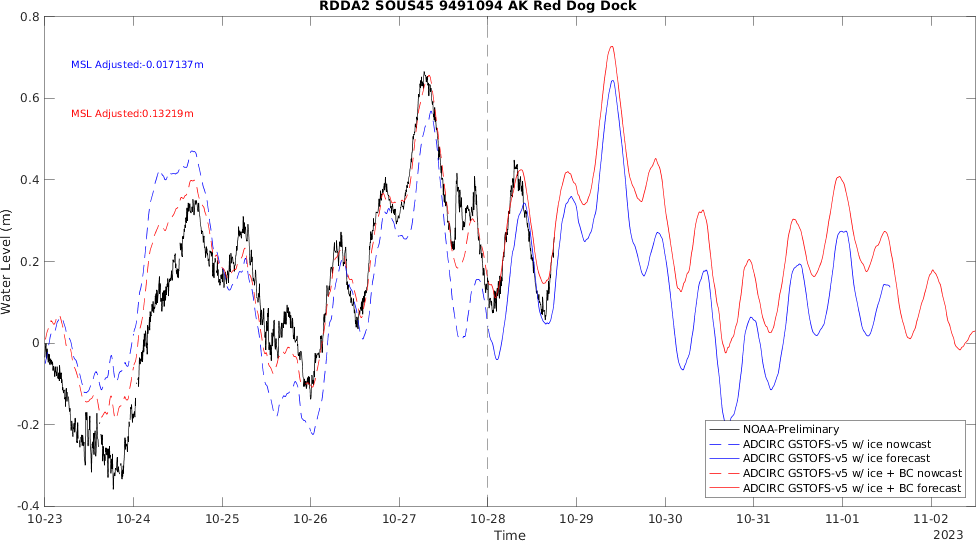 RDDA2 SOUS45 9491094 AK Red Dog Dock
0.8
MSL Adjusted:-0.017137m
0.6
MSL Adjusted:0.13219m
0.4
Water Level (m)
0.2
0
-0.2
NOAA-Preliminary
ADCIRC GSTOFS-v5 w/ ice nowcast
ADCIRC GSTOFS-v5 w/ ice forecast
ADCIRC GSTOFS-v5 w/ ice + BC nowcast
ADCIRC GSTOFS-v5 w/ ice + BC forecast
-0.4
10-23 10-24 10-25 10-26 10-27 10-28 10-29 10-30 10-31 11-01 11-02
Time 2023